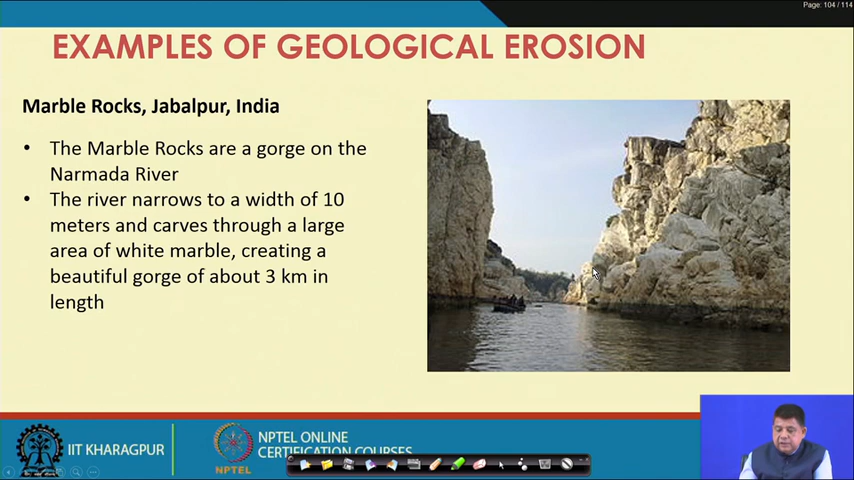 Page: 104 / 114
EXAMPLES OF GEOLOGICAL EROSION
Marble Rocks, Jabalpur, India
• The Marble Rocks are a gorge on the
Narmada River
• The river narrows to a width of 10
meters and carves through a large
area of white marble, creating a
beautiful gorge of about 3 km in
length
IIT KHARAGPUR
NPTEL
NPTEL ONLINE
CERTIFICATION COURSES